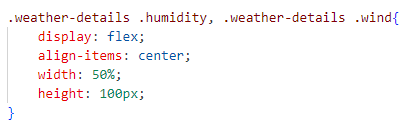 .weather-details .humidity, .weather-details .wind{
    display: flex;
    align-items: center;
    width: 50%;
    height: 100px;
}